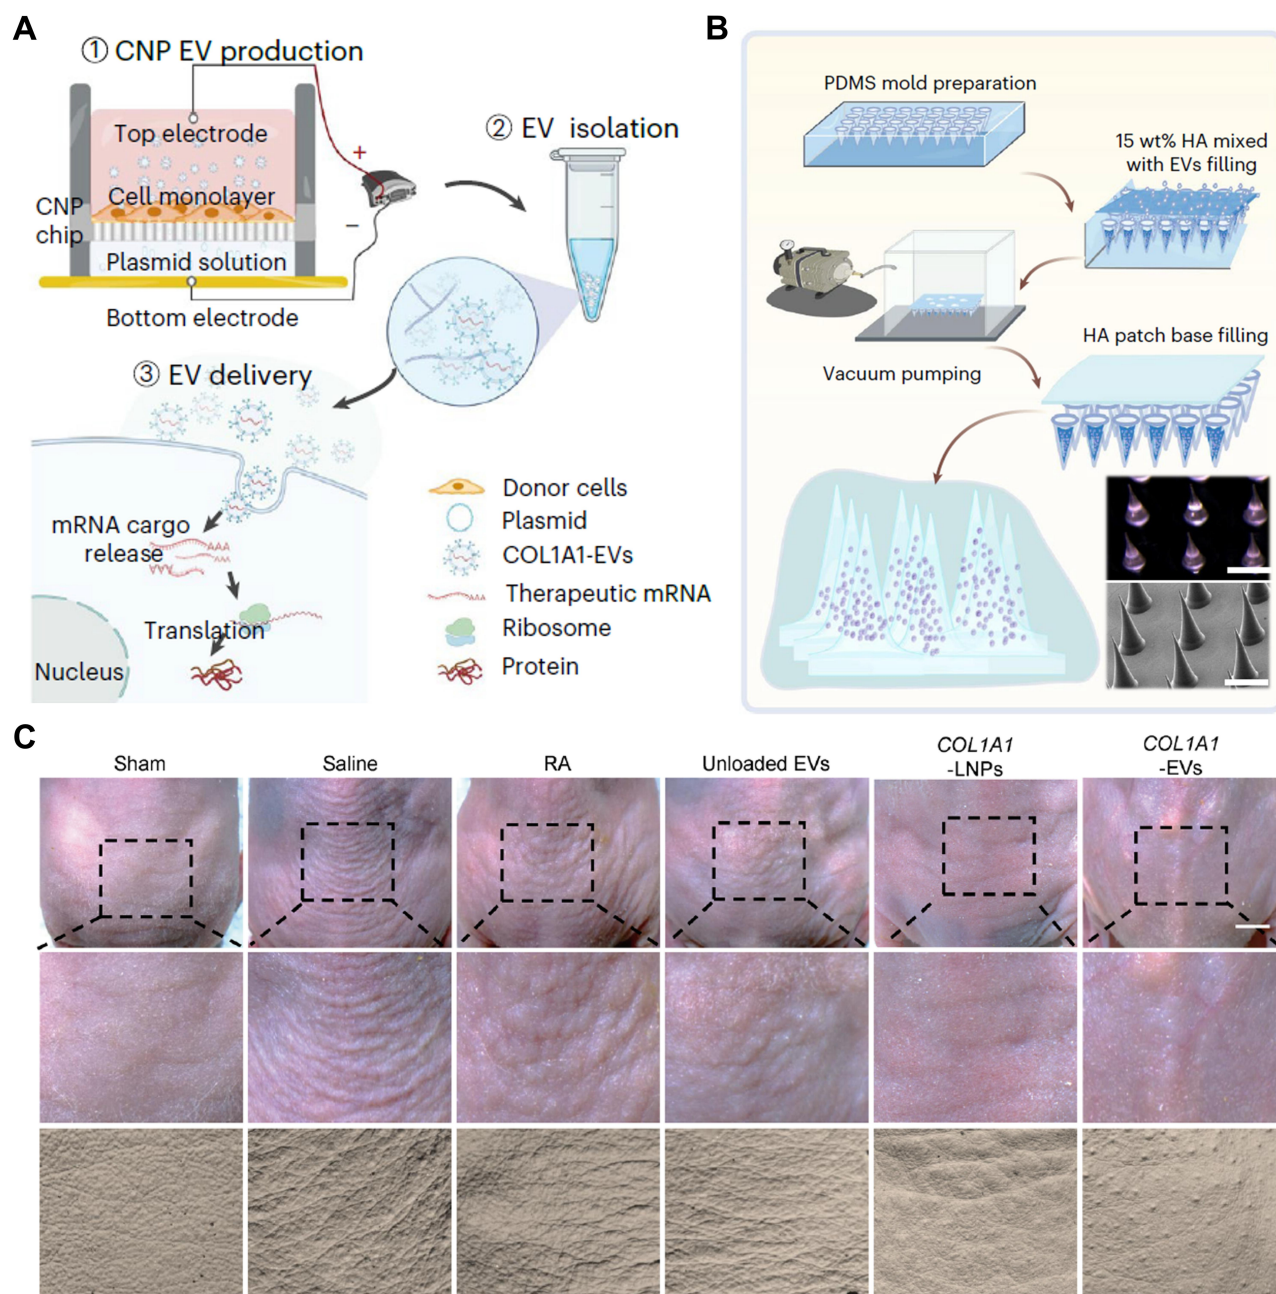 A
① CNP EV production
Top electrode
Cell monolayer
CNP
chip
Plasmid solution
Bottom electrode
+
−
② EV isolation
③ EV delivery
mRNA cargo
release
Translation
Nucleus
Donor cells
Plasmid
COL1A1-EVs
Therapeutic mRNA
Ribosome
Protein
B
PDMS mold preparation
15 wt% HA mixed
with EVs filling
Vacuum pumping
HA patch base filling
C
Sham
Saline
RA
Unloaded EVs
COL1A1
-LNPs
COL1A1
-EVs